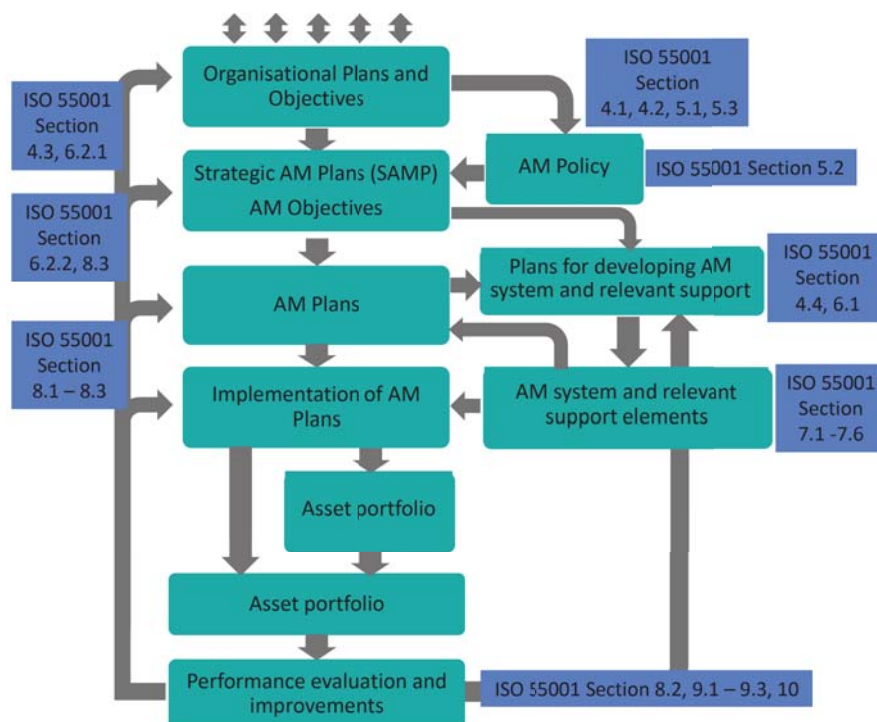 Organisational Plans and
Objectives
ISO 55001
Section
4.1, 4.2, 5.1, 5.3
ISO 55001
Section
4.3, 6.2.1
Strategic AM Plans (SAMP)
AM Objectives
AM Policy
ISO 55001 Section 5.2
ISO 55001
Section
6.2.2, 8.3
Plans for developing AM
system and relevant support
ISO 55001
Section
4.4, 6.1
AM Plans
ISO 55001
Section
8.1 – 8.3
Implementation of AM
Plans
AM system and relevant
support elements
ISO 55001
Section
7.1 -7.6
Asset portfolio
Asset portfolio
Performance evaluation and
improvements
ISO 55001 Section 8.2, 9.1 – 9.3, 10